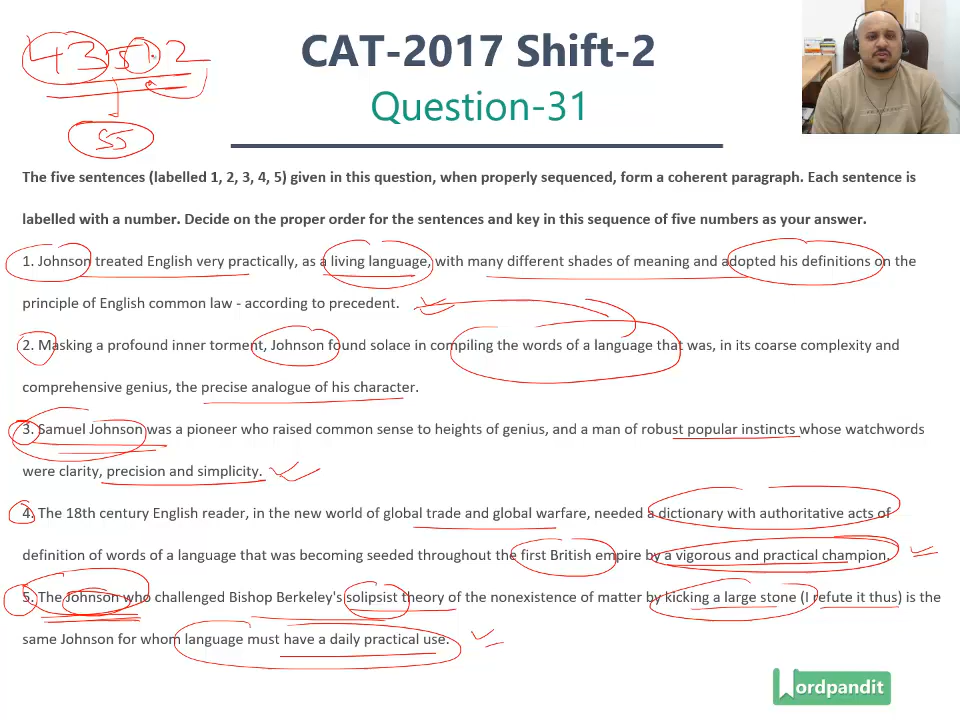 43512
55
CAT-2017 Shift-2
Question-31
The five sentences (labelled 1, 2, 3, 4, 5) given in this question, when properly sequenced, form a coherent paragraph. Each sentence is
labelled with a number. Decide on the proper order for the sentences and key in this sequence of five numbers as your answer.
1. Johnson treated English very practically, as a living language, with many different shades of meaning and adopted his definitions on the
principle of English common law - according to precedent.
2. Masking a profound inner torment, Johnson found solace in compiling the words of a language that was, in its coarse complexity and
comprehensive genius, the precise analogue of his character.
3. Samuel Johnson was a pioneer who raised common sense to heights of genius, and a man of robust popular instincts whose watchwords
were clarity, precision and simplicity.
4. The 18th century English reader, in the new world of global trade and global warfare, needed a dictionary with authoritative acts of
definition of words of a language that was becoming seeded throughout the first British empire by a vigorous and practical champion.
5. The Johnson who challenged Bishop Berkeley's solipsist theory of the nonexistence of matter by kicking a large stone (I refute it thus) is the
same Johnson for whom language must have a daily practical use.
Wordpandit